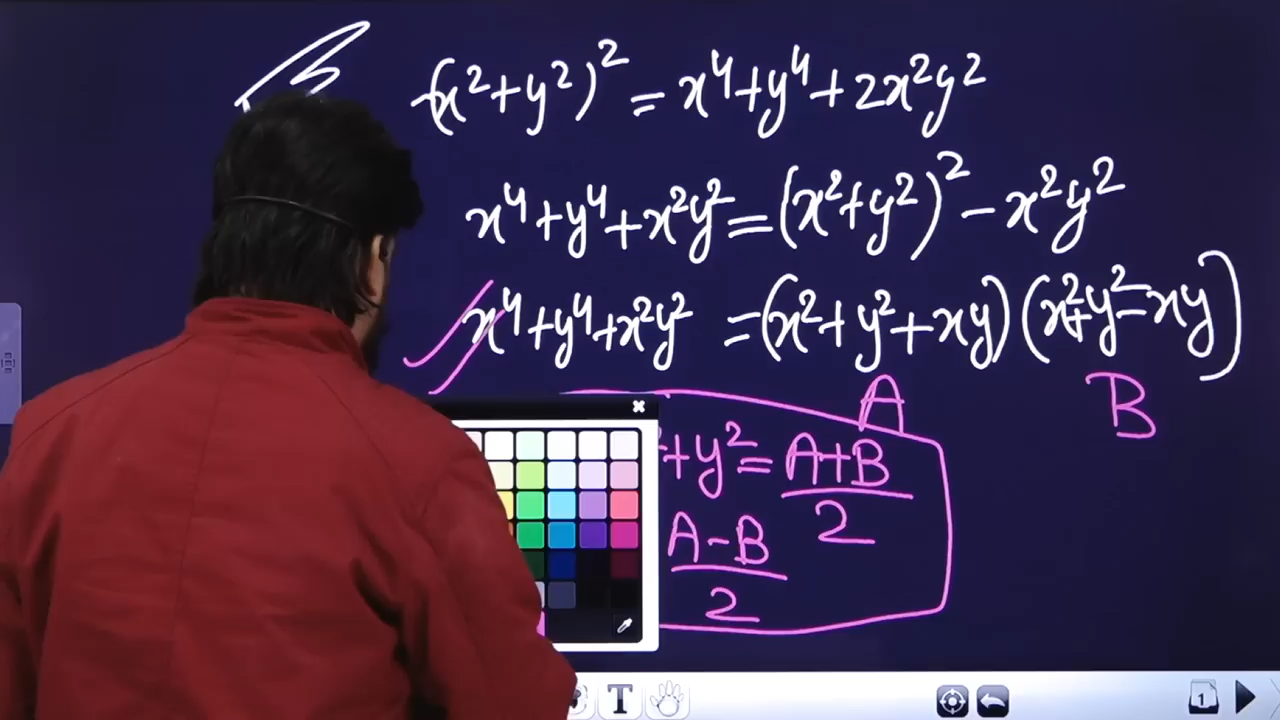 (x²+y²)² = x⁴+y⁴+2x²y²
x⁴+y⁴+x²y² = (x²+y²)² - x²y²
x⁴+y⁴+x²y² = (x²+y²+xy)(x²+y²-xy)
A B
+y² = A+B/2
A-B/2
T 1